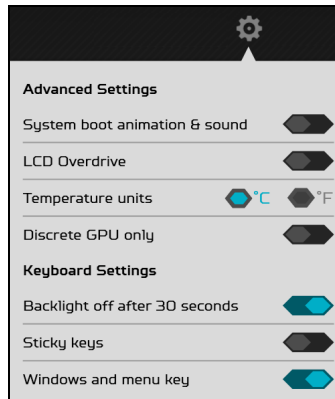 Advanced Settings
System boot animation & sound
LCD Overdrive
Temperature units °C °F
Discrete GPU only
Keyboard Settings
Backlight off after 30 seconds
Sticky keys
Windows and menu key